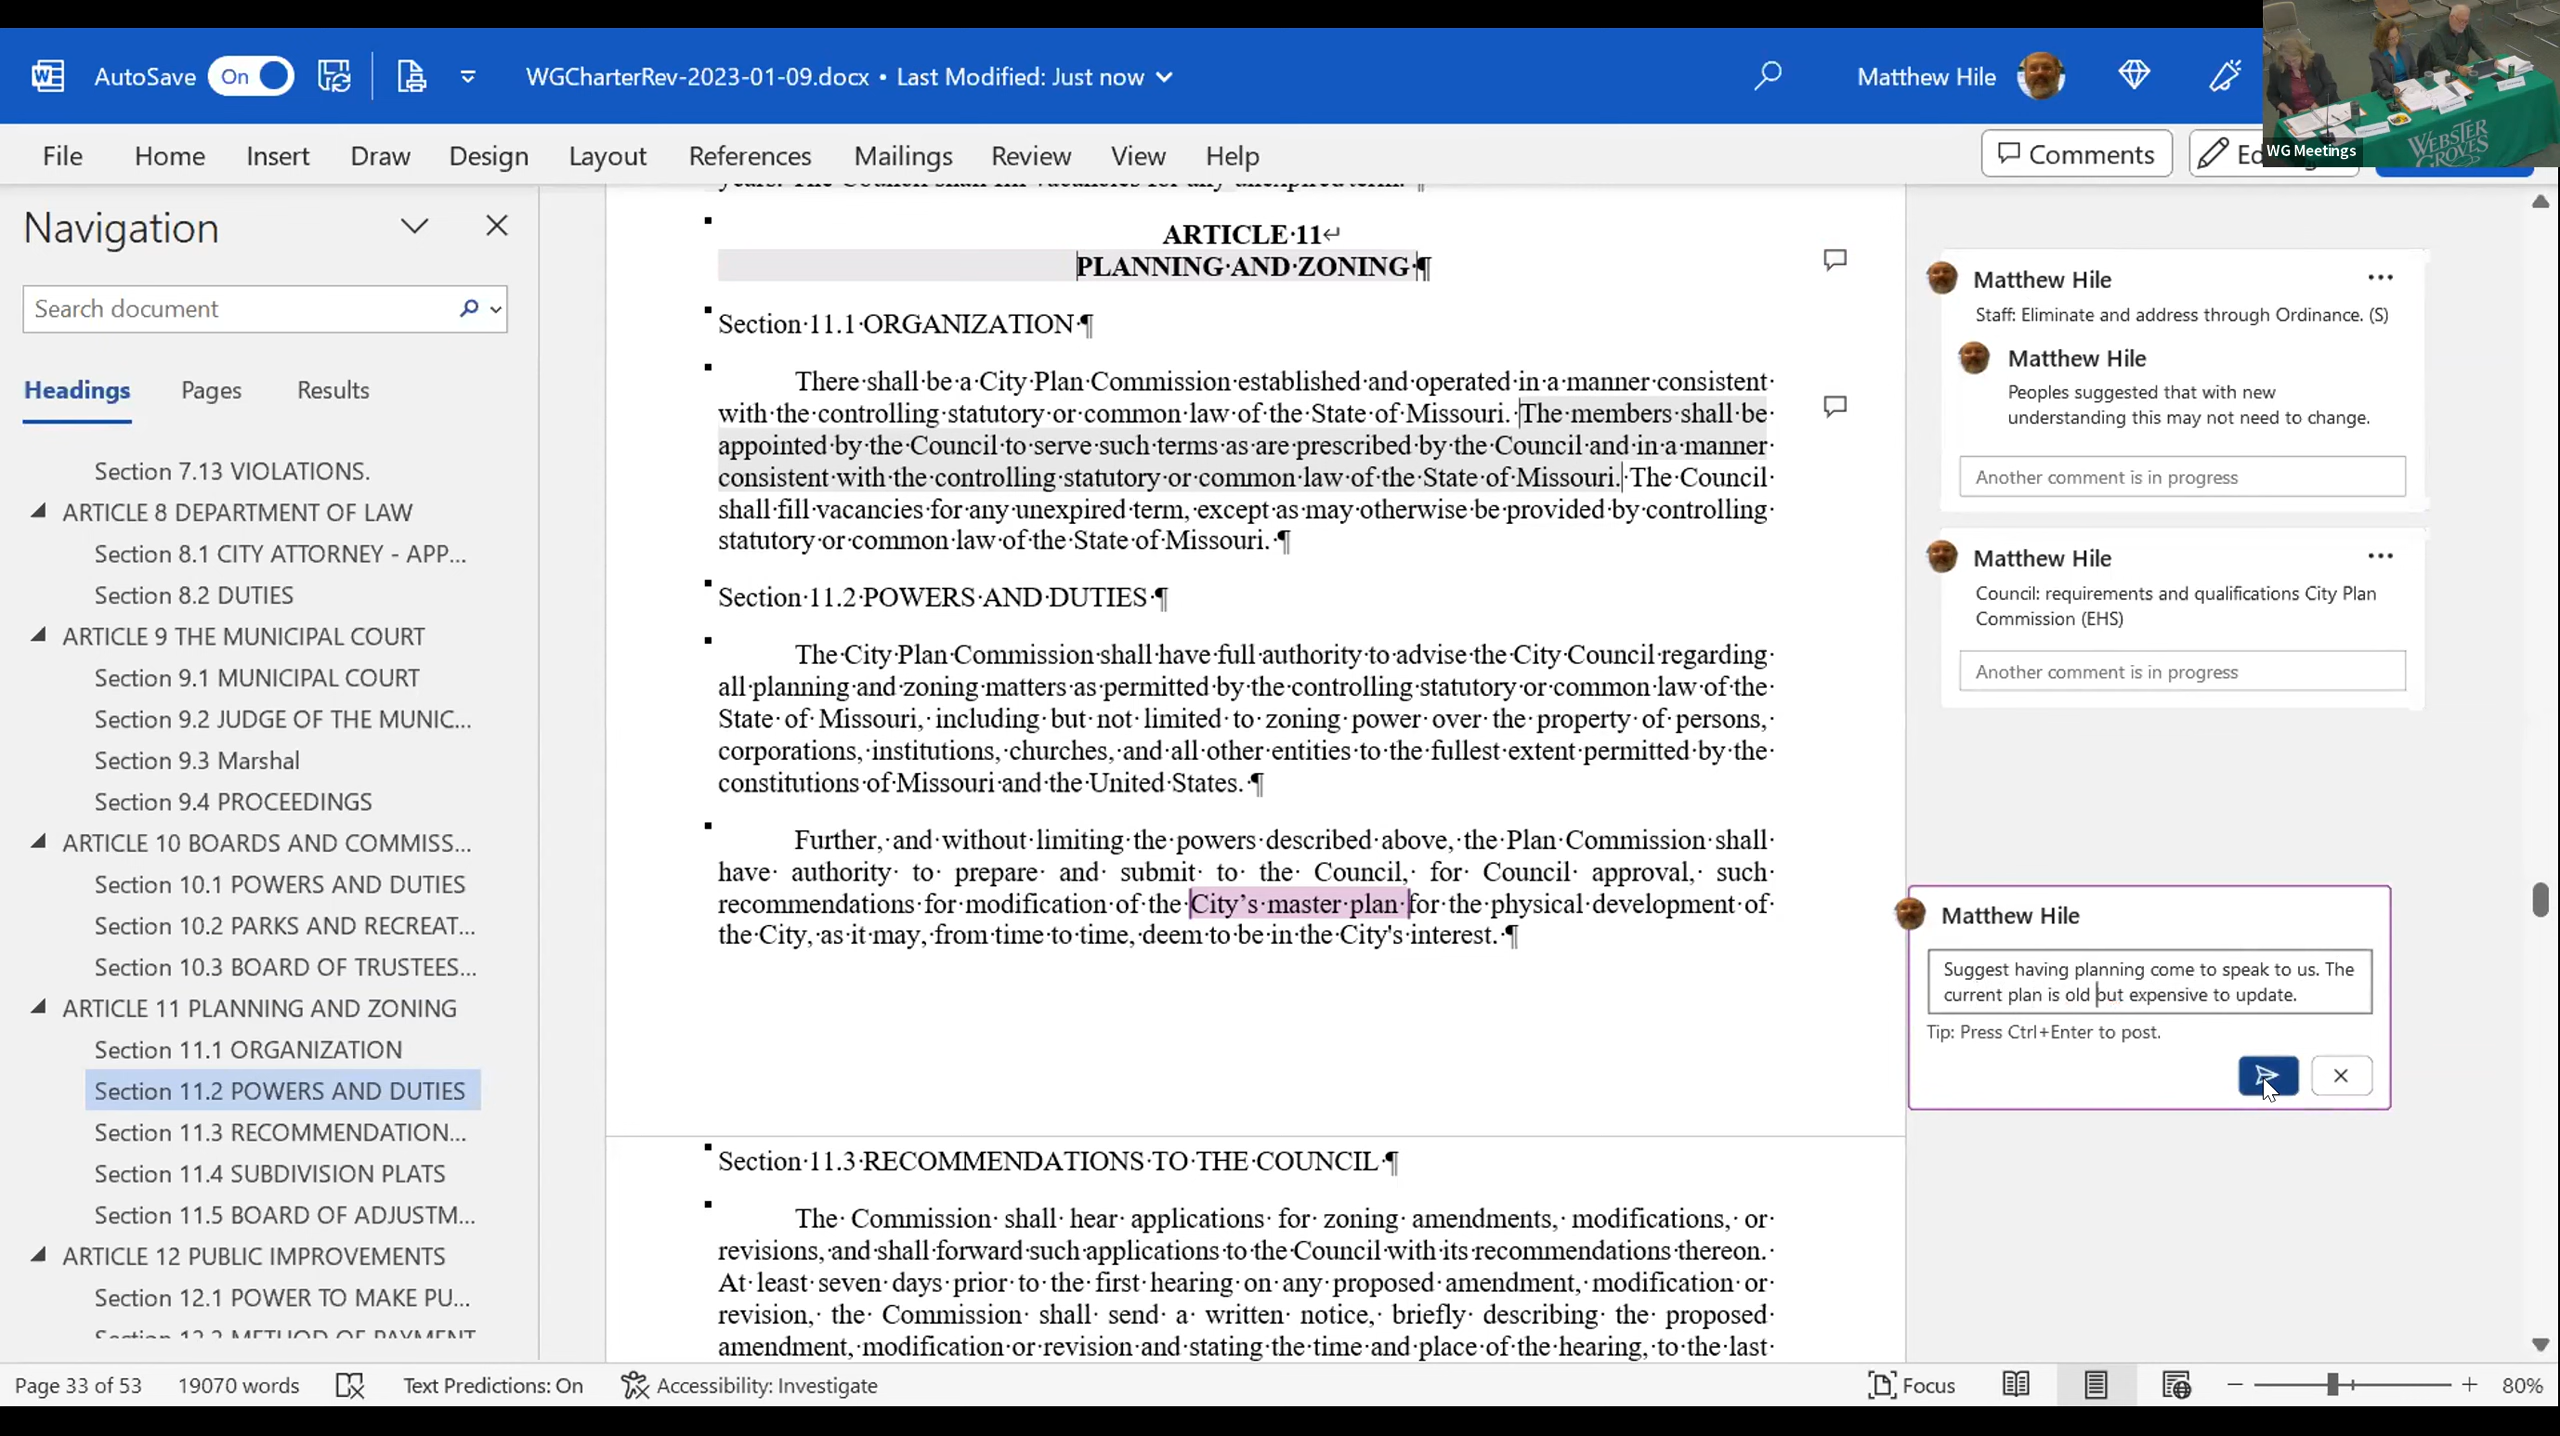 AutoSave On WGCharterRev-2023-01-09.docx • Last Modified: Just now Matthew Hile
File Home Insert Draw Design Layout References Mailings Review View Help Comments
WEBSTER
GROVES
WG Meetings
Navigation
Search document
Headings Pages Results
Section 7.13 VIOLATIONS.
ARTICLE 8 DEPARTMENT OF LAW
Section 8.1 CITY ATTORNEY - APP...
Section 8.2 DUTIES
ARTICLE 9 THE MUNICIPAL COURT
Section 9.1 MUNICIPAL COURT
Section 9.2 JUDGE OF THE MUNIC...
Section 9.3 Marshal
Section 9.4 PROCEEDINGS
ARTICLE 10 BOARDS AND COMMISS...
Section 10.1 POWERS AND DUTIES
Section 10.2 PARKS AND RECREAT...
Section 10.3 BOARD OF TRUSTEES...
ARTICLE 11 PLANNING AND ZONING
Section 11.1 ORGANIZATION
Section 11.2 POWERS AND DUTIES
Section 11.3 RECOMMENDATION...
Section 11.4 SUBDIVISION PLATS
Section 11.5 BOARD OF ADJUSTM...
ARTICLE 12 PUBLIC IMPROVEMENTS
Section 12.1 POWER TO MAKE PU...
Section 12.2 METHOD OF PAYMENT
years. The Council shall fill vacancies for any unexpired term. ¶
ARTICLE 11
PLANNING AND ZONING ¶
Section 11.1 ORGANIZATION ¶
There shall be a City Plan Commission established and operated in a manner consistent
with the controlling statutory or common law of the State of Missouri. The members shall be
appointed by the Council to serve such terms as are prescribed by the Council and in a manner
consistent with the controlling statutory or common law of the State of Missouri. The Council
shall fill vacancies for any unexpired term, except as may otherwise be provided by controlling
statutory or common law of the State of Missouri. ¶
Section 11.2 POWERS AND DUTIES ¶
The City Plan Commission shall have full authority to advise the City Council regarding
all planning and zoning matters as permitted by the controlling statutory or common law of the
State of Missouri, including but not limited to zoning power over the property of persons,
corporations, institutions, churches, and all other entities to the fullest extent permitted by the
constitutions of Missouri and the United States. ¶
Further, and without limiting the powers described above, the Plan Commission shall
have authority to prepare and submit to the Council, for Council approval, such
recommendations for modification of the City’s master plan for the physical development of
the City, as it may, from time to time, deem to be in the City's interest. ¶
Section 11.3 RECOMMENDATIONS TO THE COUNCIL ¶
The Commission shall hear applications for zoning amendments, modifications, or
revisions, and shall forward such applications to the Council with its recommendations thereon.
At least seven days prior to the first hearing on any proposed amendment, modification or
revision, the Commission shall send a written notice, briefly describing the proposed
amendment, modification or revision and stating the time and place of the hearing, to the last
Matthew Hile
Staff: Eliminate and address through Ordinance. (S)
Matthew Hile
Peoples suggested that with new
understanding this may not need to change.
Another comment is in progress
Matthew Hile
Council: requirements and qualifications City Plan
Commission (EHS)
Another comment is in progress
Matthew Hile
Suggest having planning come to speak to us. The
current plan is old but expensive to update.
Tip: Press Ctrl+Enter to post.
Page 33 of 53 19070 words Text Predictions: On Accessibility: Investigate Focus 80%